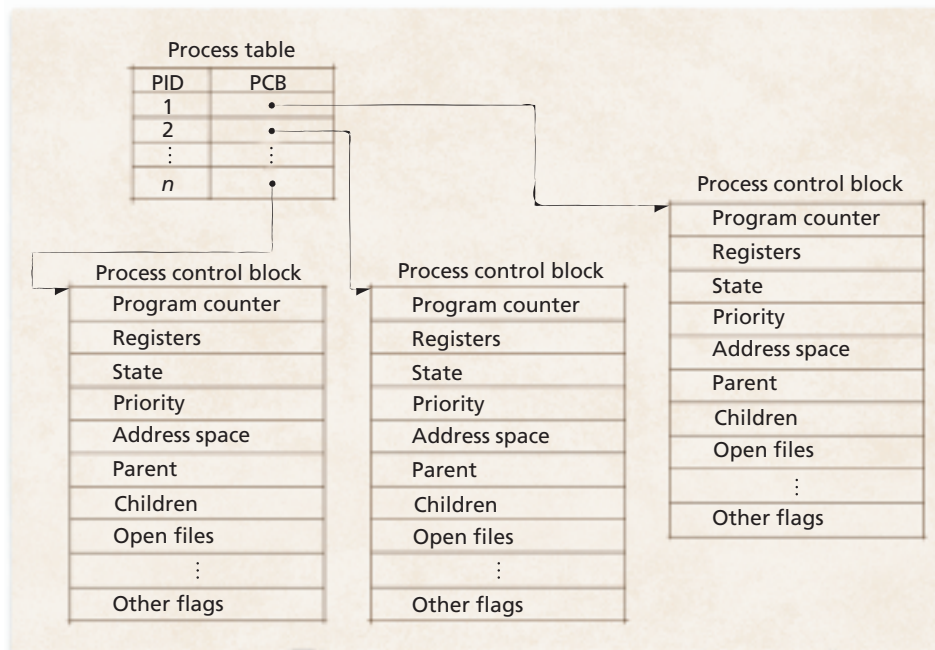 Process table
PID PCB
1
2
⋮ ⋮
n
Process control block
Program counter
Registers
State
Priority
Address space
Parent
Children
Open files
⋮
Other flags
Process control block
Program counter
Registers
State
Priority
Address space
Parent
Children
Open files
⋮
Other flags
Process control block
Program counter
Registers
State
Priority
Address space
Parent
Children
Open files
⋮
Other flags